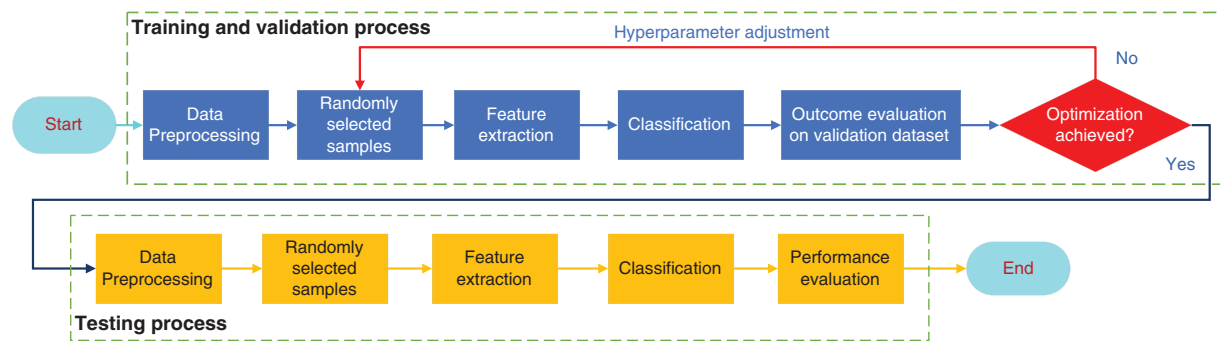 Training and validation process
Hyperparameter adjustment
No
Start
Data
Preprocessing
Randomly
selected
samples
Feature
extraction
Classification
Outcome evaluation
on validation dataset
Optimization
achieved?
Yes
Data
Preprocessing
Randomly
selected
samples
Feature
extraction
Classification
Performance
evaluation
End
Testing process